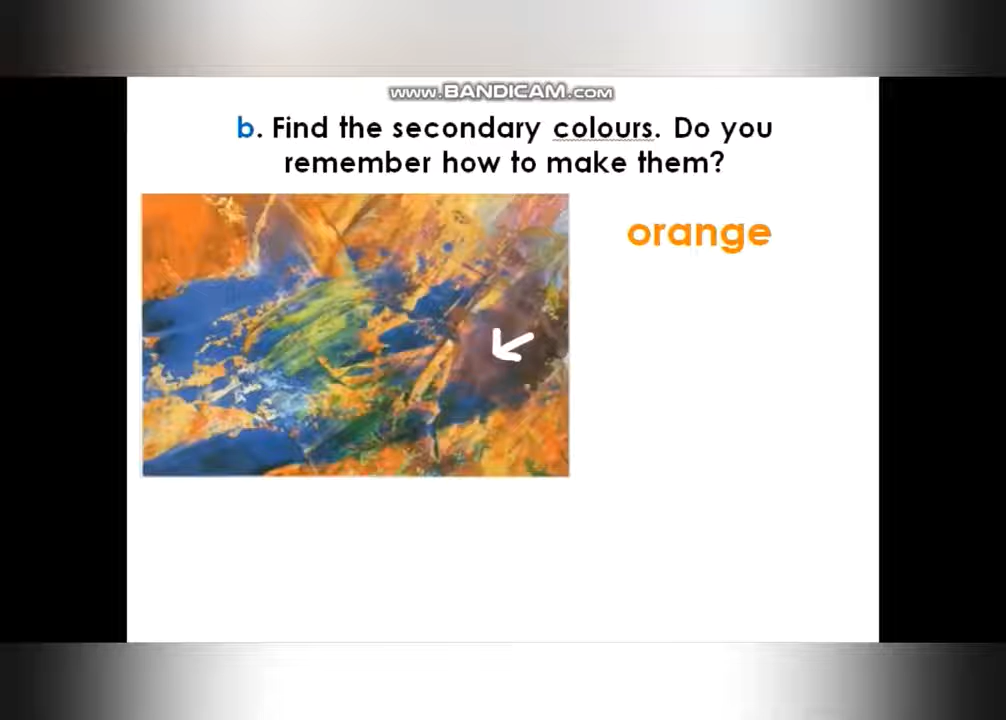 www.BANDICAM.com
b. Find the secondary colours. Do you
remember how to make them?
orange